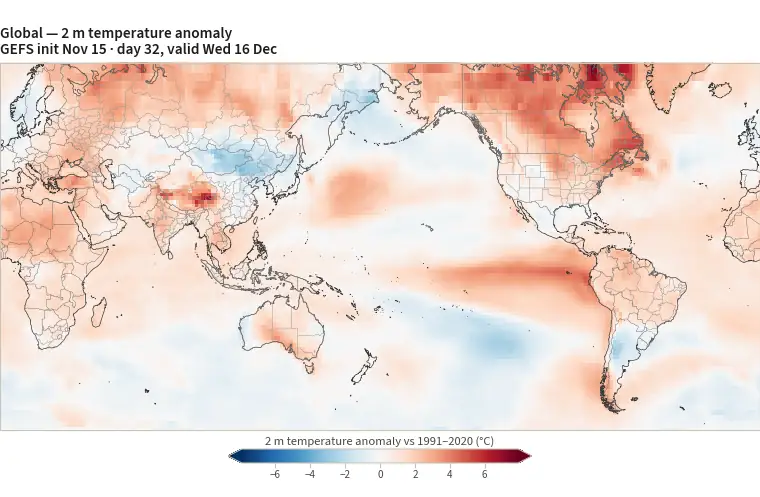 Global — 2 m temperature anomaly
GEFS init Nov 15 · day 32, valid Wed 16 Dec
2 m temperature anomaly vs 1991–2020 (°C)
−6 −4 −2 0 2 4 6